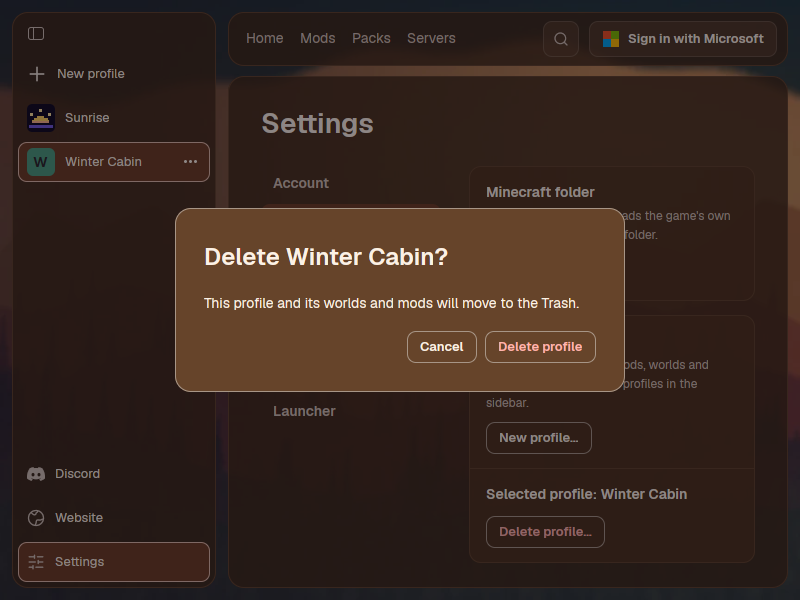 New profile
Sunrise
W
Winter Cabin
Discord
Website
Settings
Home
Mods
Packs
Servers
Sign in with Microsoft
Settings
Account
Launcher
Minecraft folder
ads the game's own
folder.
ods, worlds and
profiles in the
sidebar.
New profile...
Selected profile: Winter Cabin
Delete profile...
Delete Winter Cabin?
This profile and its worlds and mods will move to the Trash.
Cancel
Delete profile